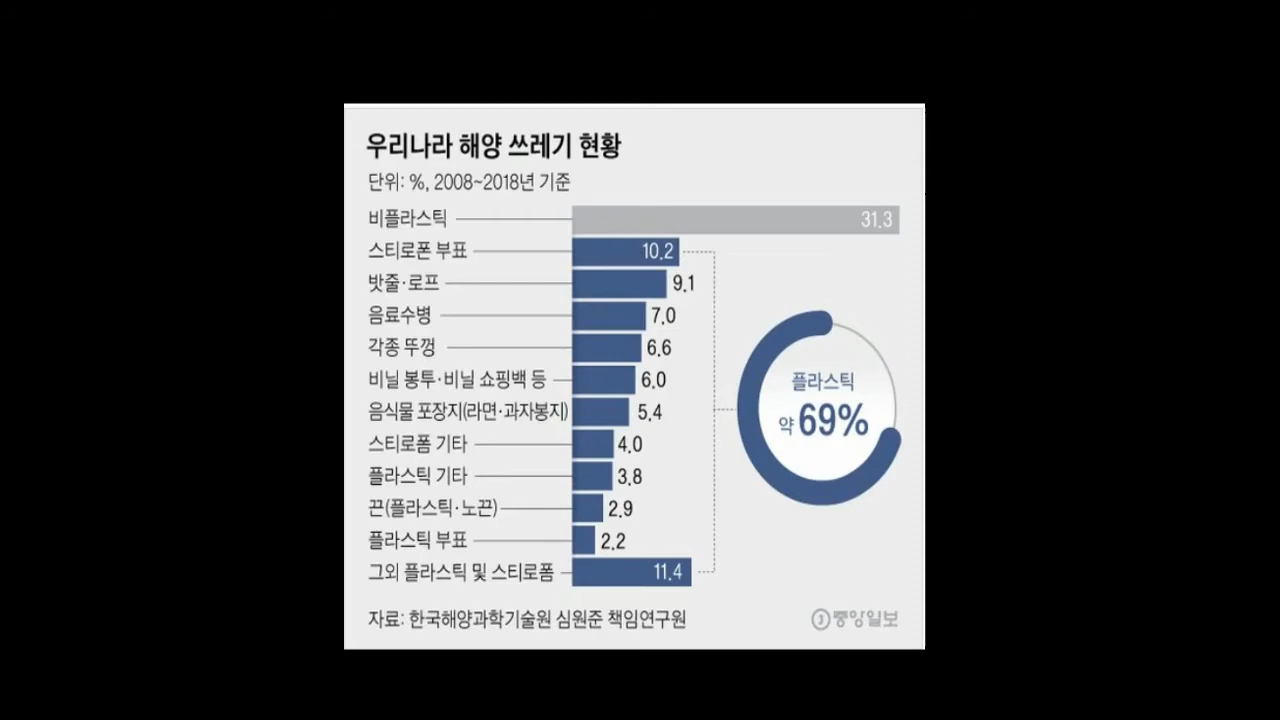 우리나라 해양 쓰레기 현황
단위: %, 2008~2018년 기준
비플라스틱 31.3
스티로폰 부표 10.2
밧줄·로프 9.1
음료수병 7.0
각종 뚜껑 6.6
비닐 봉투·비닐 쇼핑백 등 6.0
음식물 포장지(라면·과자봉지) 5.4
스티로폼 기타 4.0
플라스틱 기타 3.8
끈(플라스틱·노끈) 2.9
플라스틱 부표 2.2
그외 플라스틱 및 스티로폼 11.4
플라스틱
약 69%
자료: 한국해양과학기술원 심원준 책임연구원
중앙일보